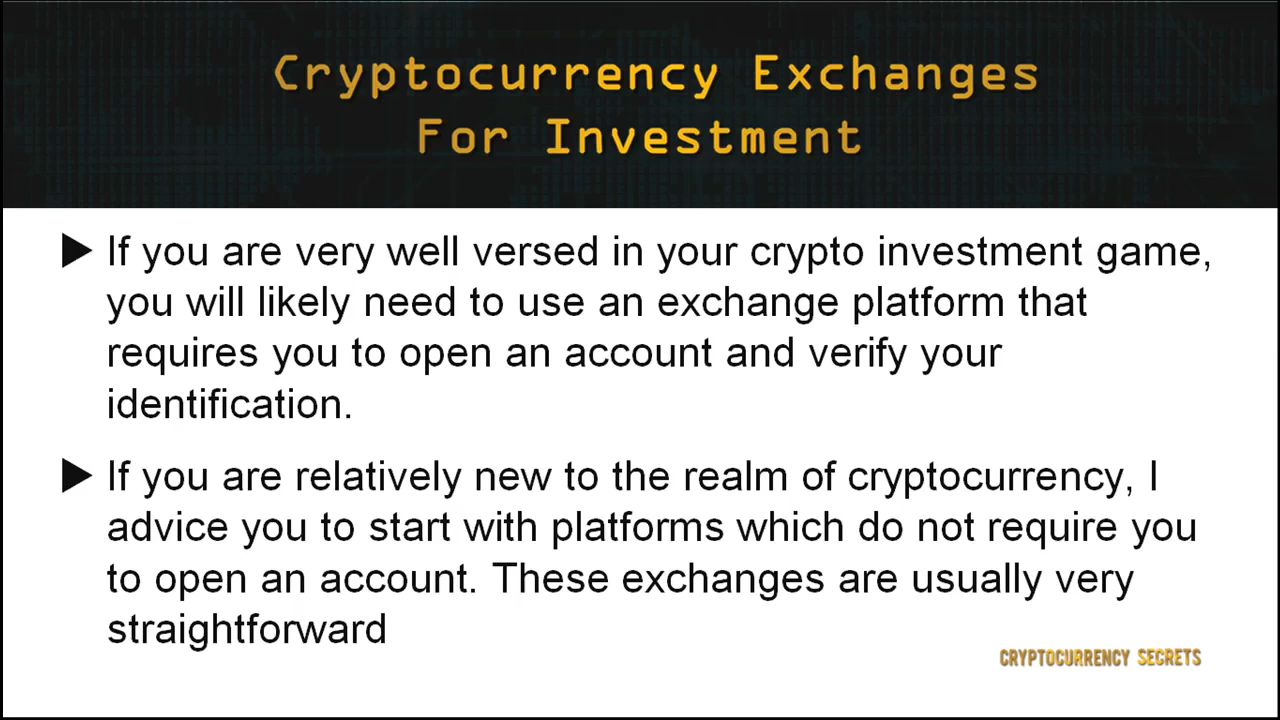 Cryptocurrency Exchanges
For Investment
▶ If you are very well versed in your crypto investment game,
you will likely need to use an exchange platform that
requires you to open an account and verify your
identification.
▶ If you are relatively new to the realm of cryptocurrency, I
advice you to start with platforms which do not require you
to open an account. These exchanges are usually very
straightforward
CRYPTOCURRENCY SECRETS